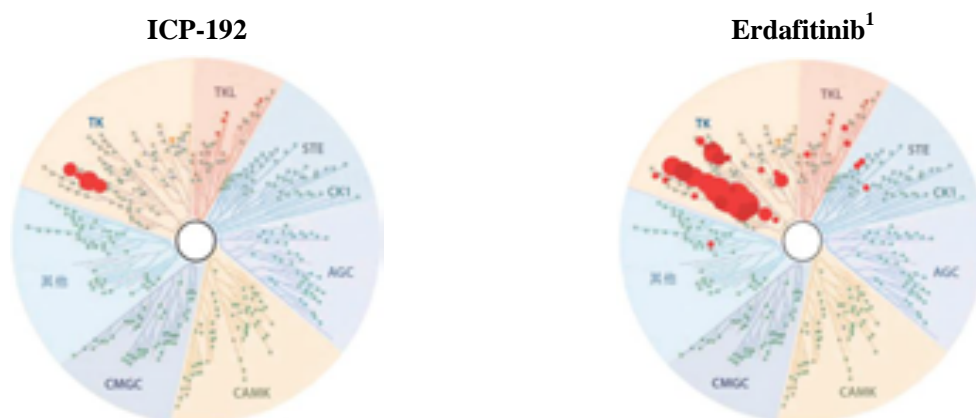 ICP-192
Erdafitinib¹
TKL
TK
STE
CK1
AGC
其他
CMGC
CAMK
TKL
TK
STE
CK1
AGC
其他
CMGC
CAMK